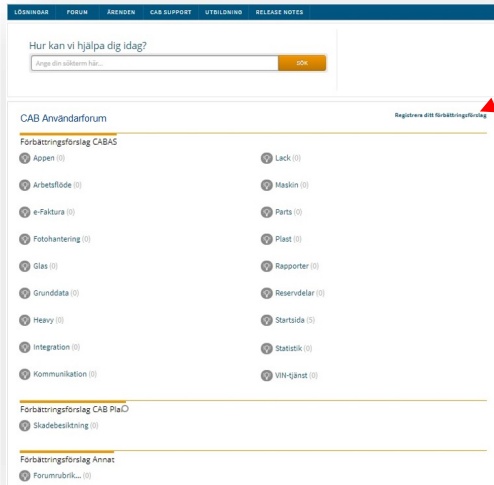 LÖSNINGAR FORUM ÄRENDEN CAB SUPPORT UTBILDNING RELEASE NOTES
Hur kan vi hjälpa dig idag?
Ange din sökterm här... SÖK
CAB Användarforum Registrera ditt förbättringsförslag
Förbättringsförslag CABAS
Appen (0) Lack (0)
Arbetsflöde (0) Maskin (0)
e-Faktura (0) Parts (0)
Fotohantering (0) Plast (0)
Glas (0) Rapporter (0)
Grunddata (0) Reservdelar (0)
Heavy (0) Startsida (5)
Integration (0) Statistik (0)
Kommunikation (0) VIN-tjänst (0)
Förbättringsförslag CAB Pla
Skadebesiktning (0)
Förbättringsförslag Annat
Forumrubrik... (0)